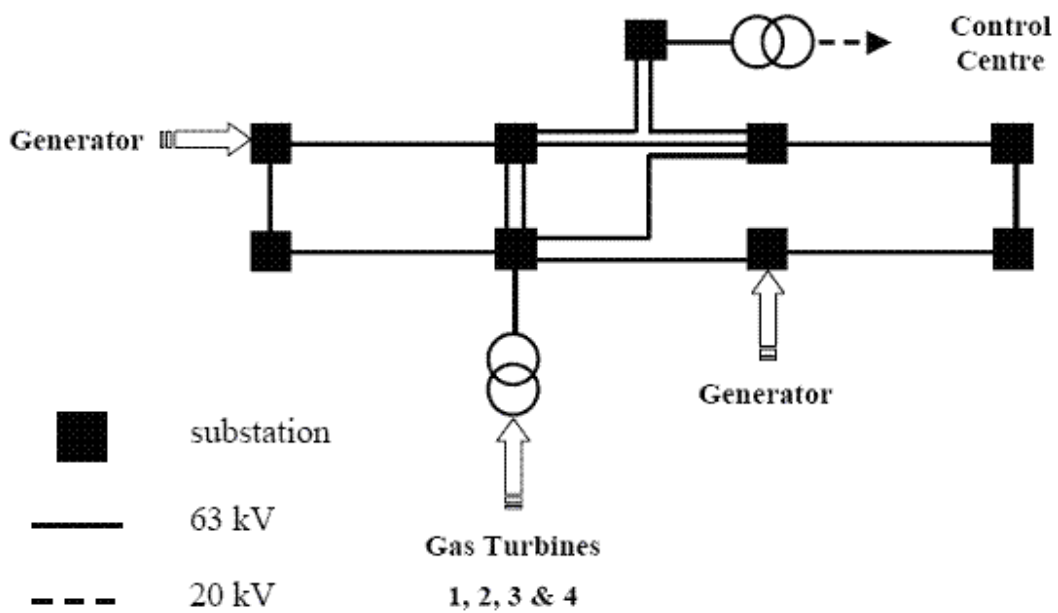 Control
Centre
Generator
Generator
substation
63 kV
Gas Turbines
20 kV
1, 2, 3 & 4